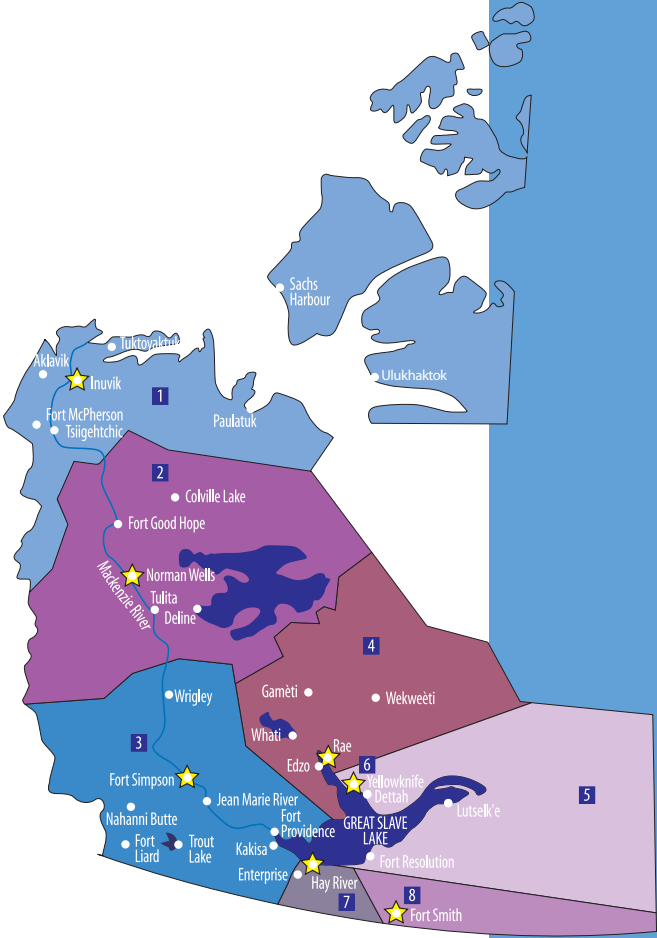 Sachs
Harbour
Tuktoyaktuk
Aklavik
Inuvik
Ulukhaktok
1
Fort McPherson
Tsiigehtchic
Paulatuk
2
Colville Lake
Fort Good Hope
Mackenzie River
Norman Wells
Tulita
Deline
4
Wrigley
Gamèti
Wekweèti
Whati
3
Rae
Edzo
6
Fort Simpson
Yellowknife
Dettah
5
Jean Marie River
Lutselk'e
Nahanni Butte
Fort
Providence
GREAT SLAVE
LAKE
Fort
Liard
Trout
Lake
Kakisa
Fort Resolution
Enterprise
Hay River
7
8
Fort Smith